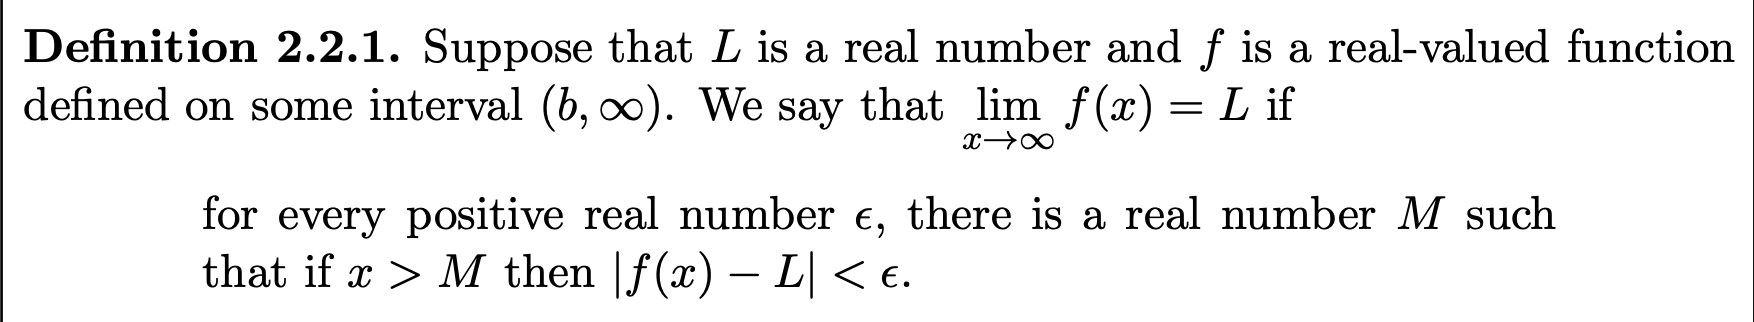 Definition 2.2.1. Suppose that L is a real number and f is a real-valued function
defined on some interval (b, ∞). We say that lim_{x→∞} f(x) = L if
for every positive real number ϵ, there is a real number M such
that if x > M then |f(x) − L| < ϵ.